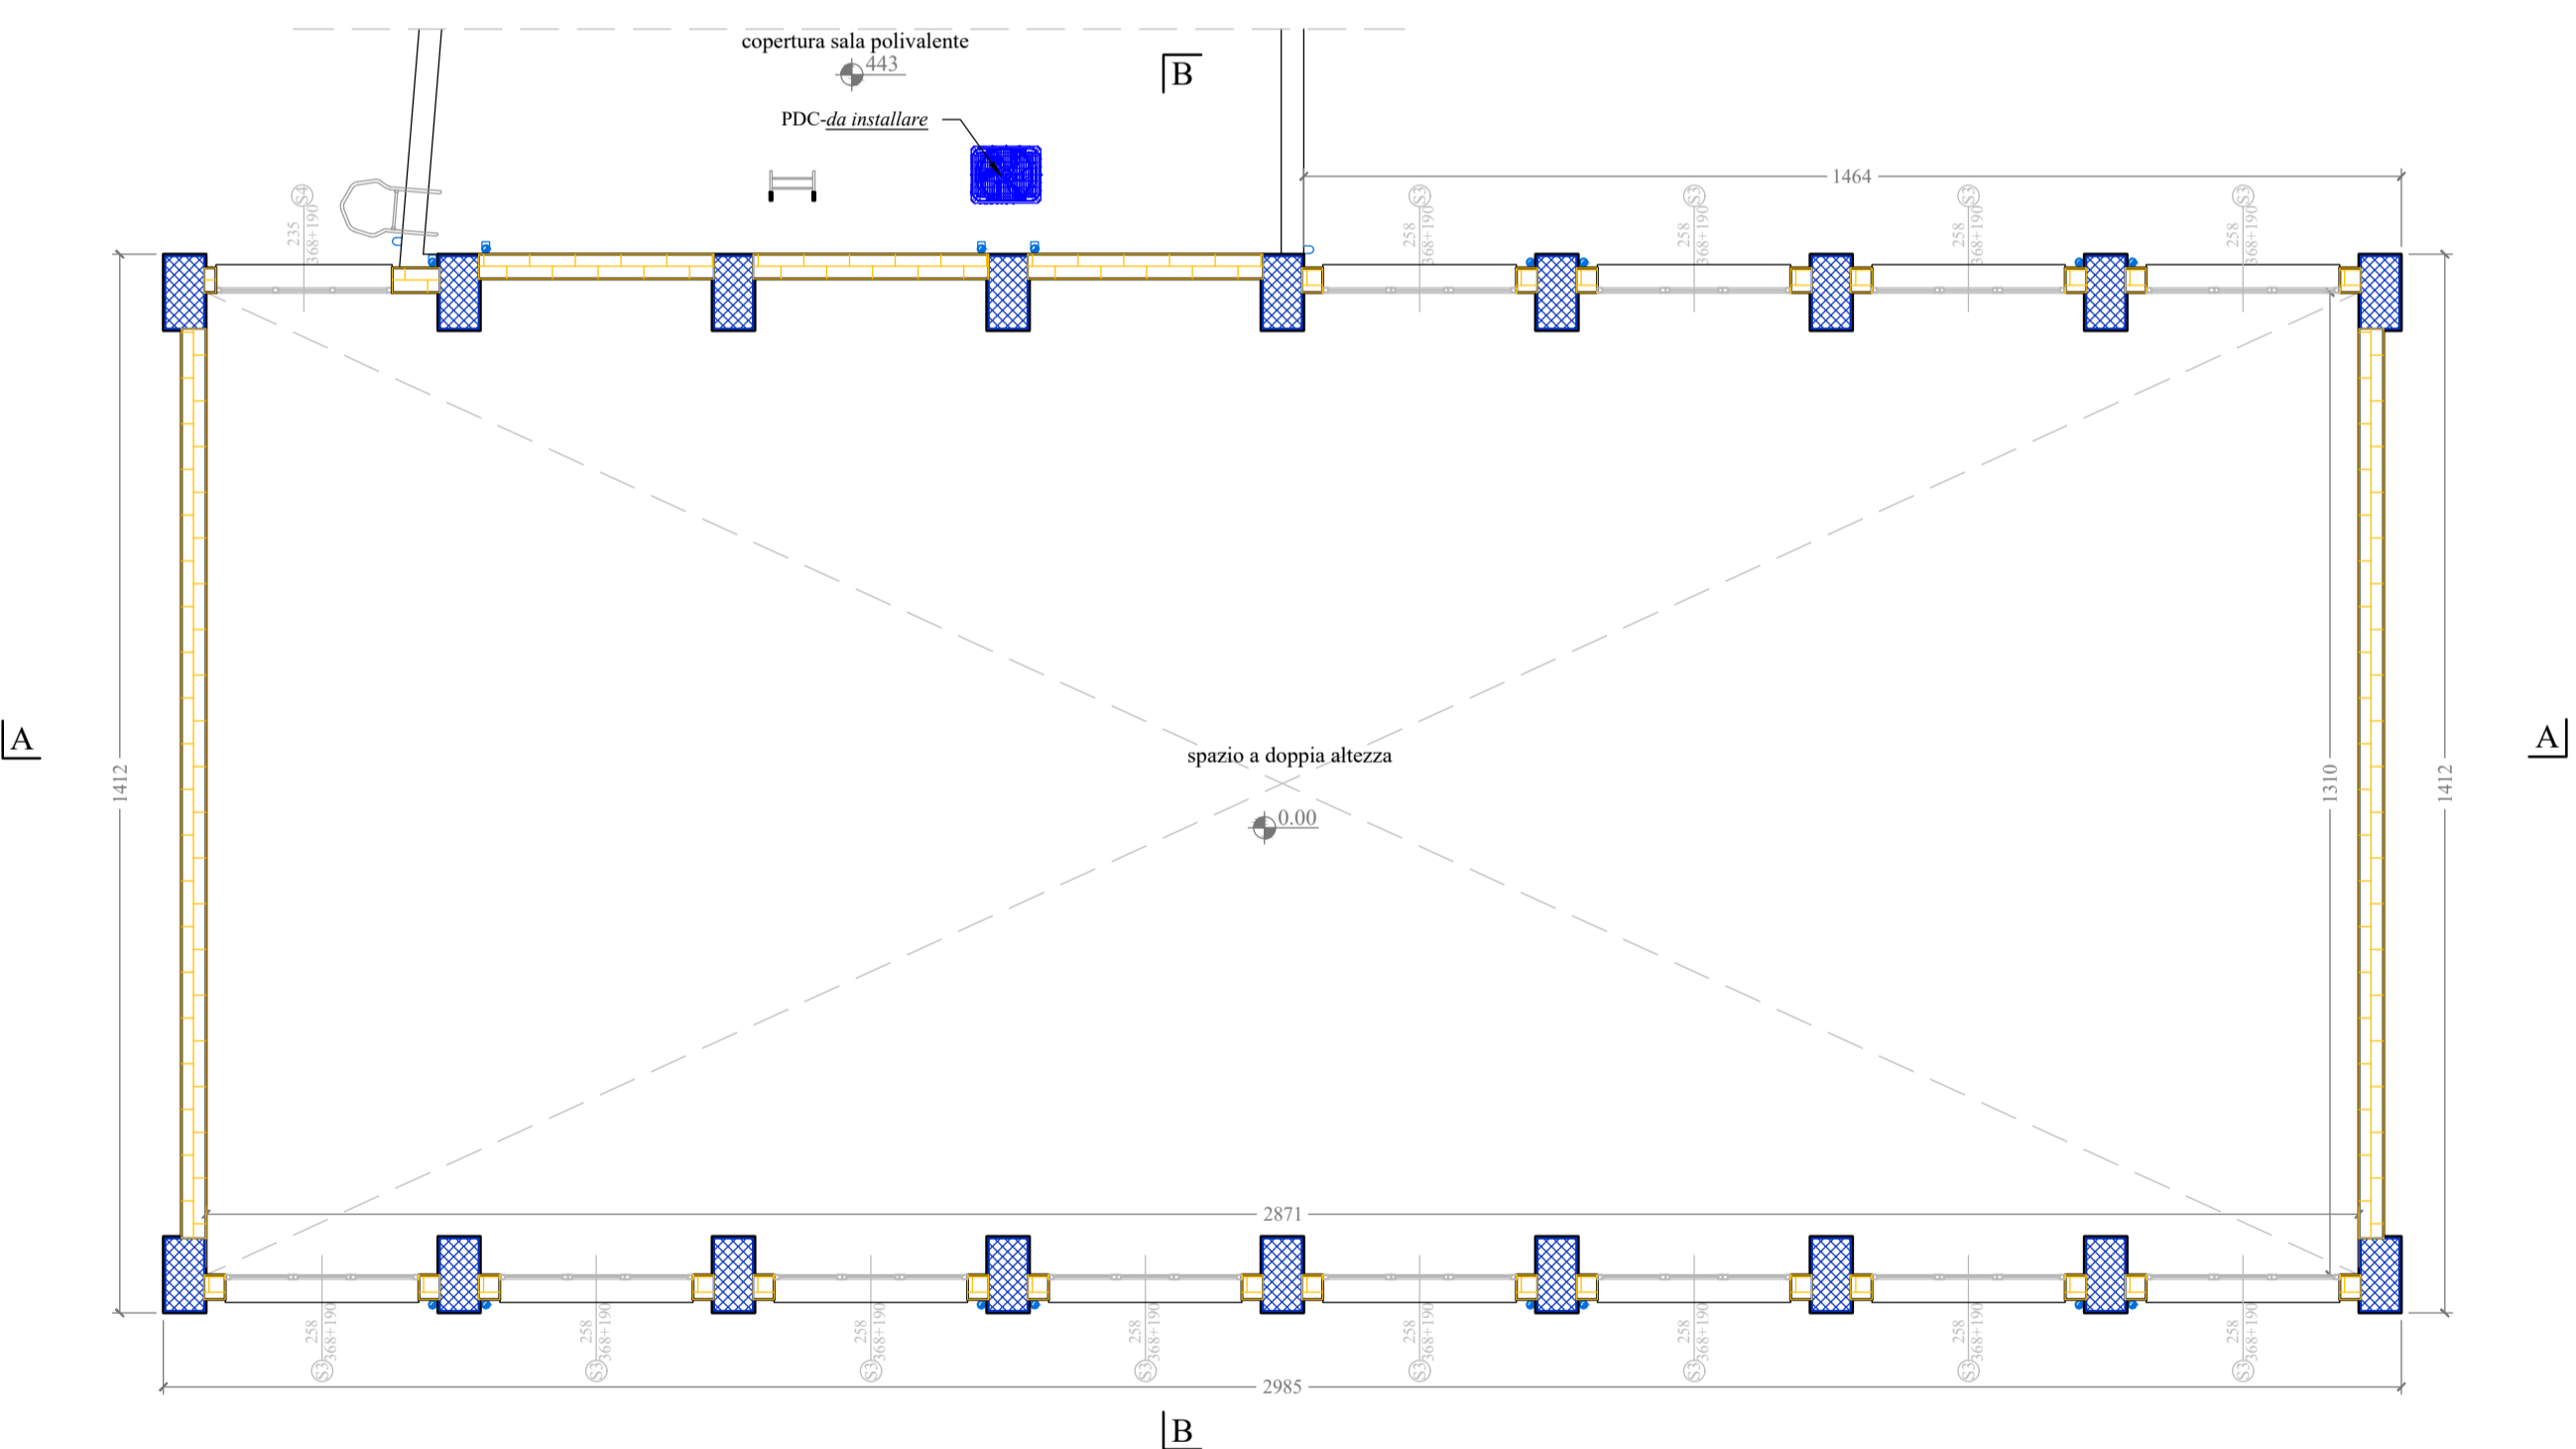 copertura sala polivalente
443
B
PDC-da installare
1464
S4
235
368+190
S3
258
368+190
S3
258
368+190
S3
258
368+190
S3
258
368+190
A
A
1412
spazio a doppia altezza
0.00
1310
1412
2871
258
368+190
S3
258
368+190
S3
258
368+190
S3
258
368+190
S3
258
368+190
S3
258
368+190
S3
258
368+190
S3
258
368+190
S3
2985
B